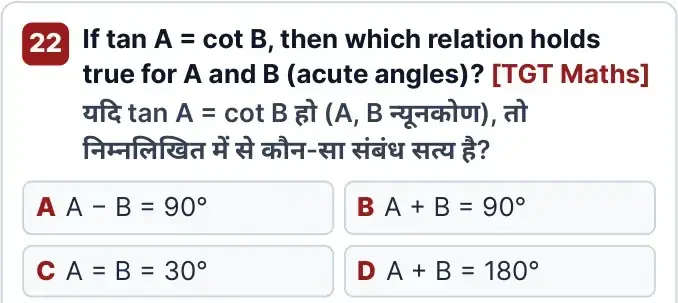 22 If tan A = cot B, then which relation holds
true for A and B (acute angles)? [TGT Maths]
यदि tan A = cot B हो (A, B न्यूनकोण), तो
निम्नलिखित में से कौन-सा संबंध सत्य है?
A A − B = 90° B A + B = 90°
C A = B = 30° D A + B = 180°